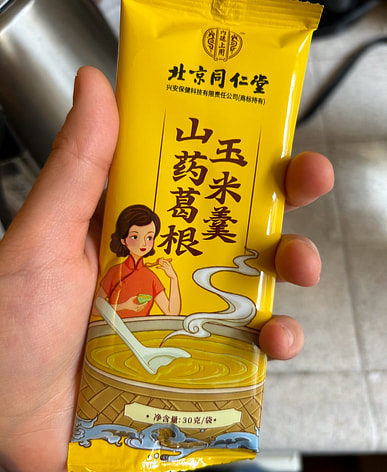 北京同仁堂
兴安保健科技有限责任公司(商标持有)
山药葛根
玉米羹
净含量:30克/袋